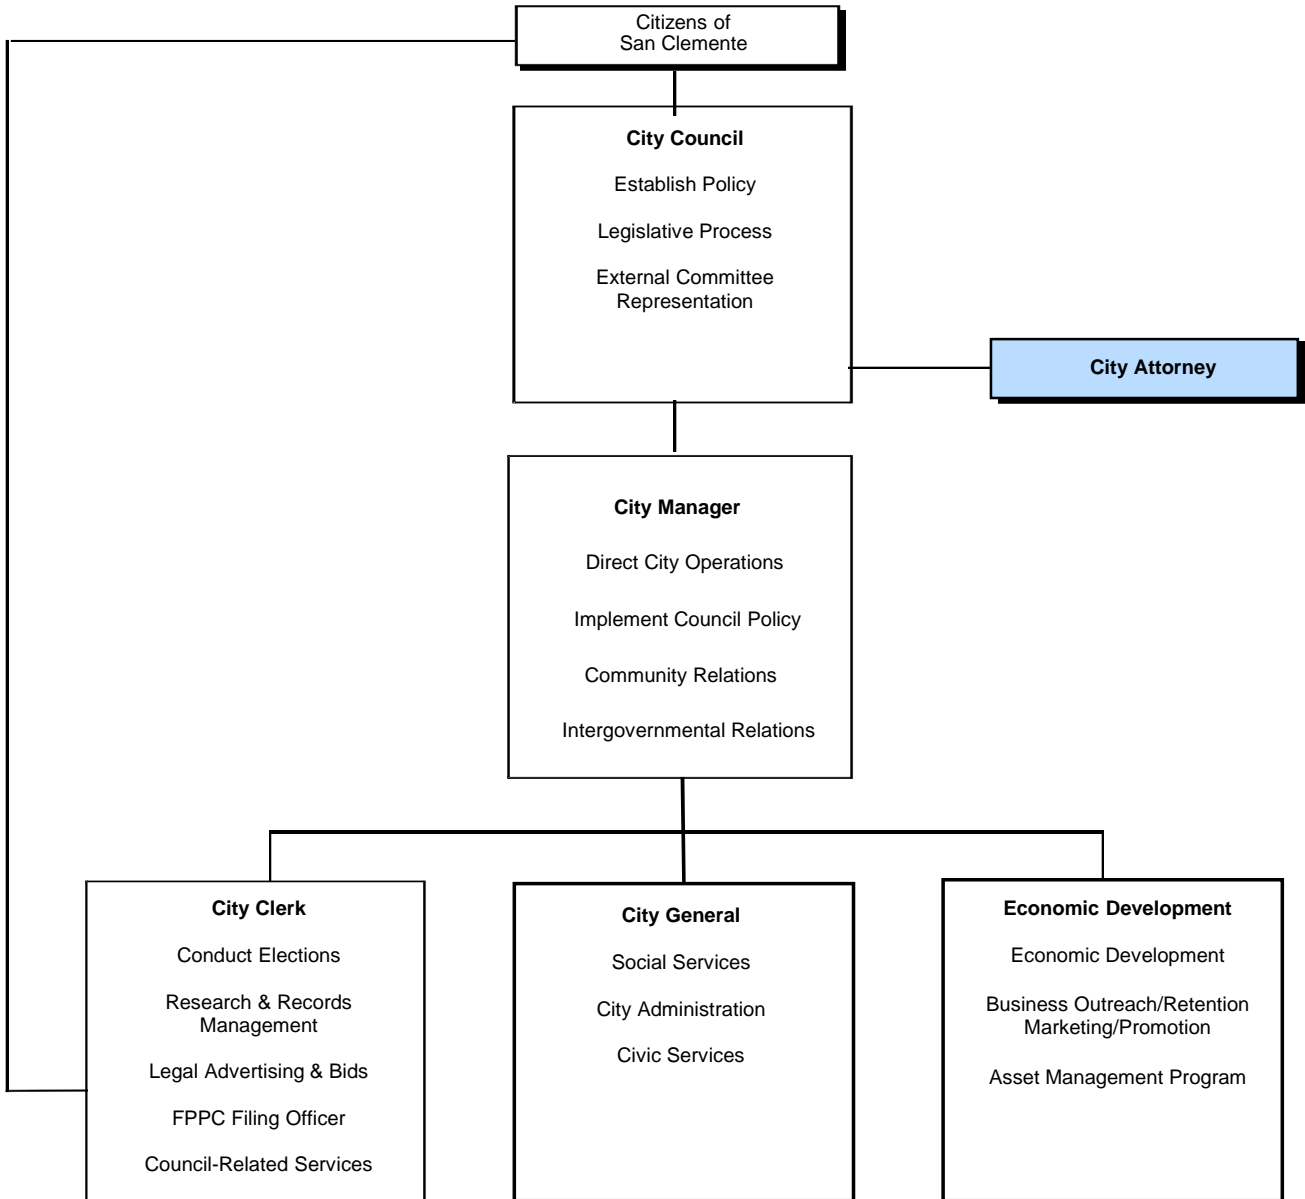 Citizens of
San Clemente
City Council
Establish Policy
Legislative Process
External Committee
Representation
City Attorney
City Manager
Direct City Operations
Implement Council Policy
Community Relations
Intergovernmental Relations
City Clerk
Conduct Elections
Research & Records
Management
Legal Advertising & Bids
FPPC Filing Officer
Council-Related Services
City General
Social Services
City Administration
Civic Services
Economic Development
Economic Development
Business Outreach/Retention
Marketing/Promotion
Asset Management Program